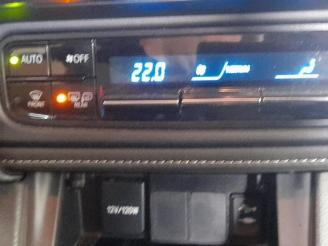 AUTO OFF
22.0
FRONT REAR
12V/120W